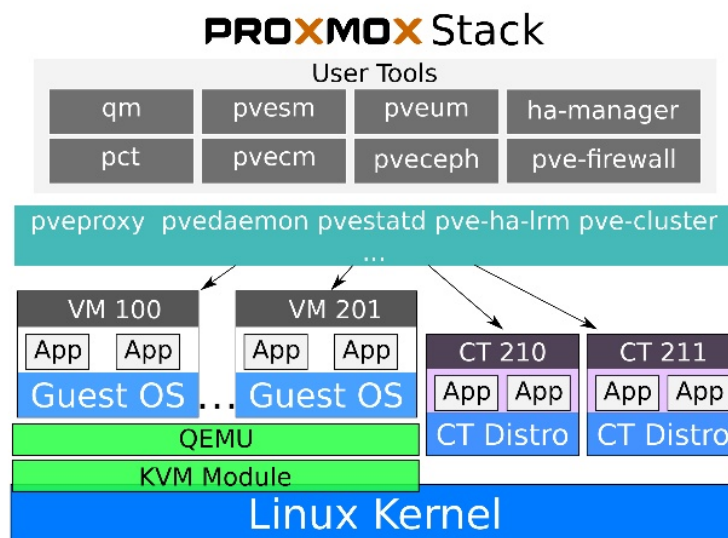 PROXMOX Stack
User Tools
qm pvesm pveum ha-manager
pct pvecm pveceph pve-firewall
pveproxy pvedaemon pvestatd pve-ha-lrm pve-cluster
...
VM 100 VM 201
App App App App
Guest OS ... Guest OS
CT 210 CT 211
App App App App
CT Distro CT Distro
QEMU
KVM Module
Linux Kernel